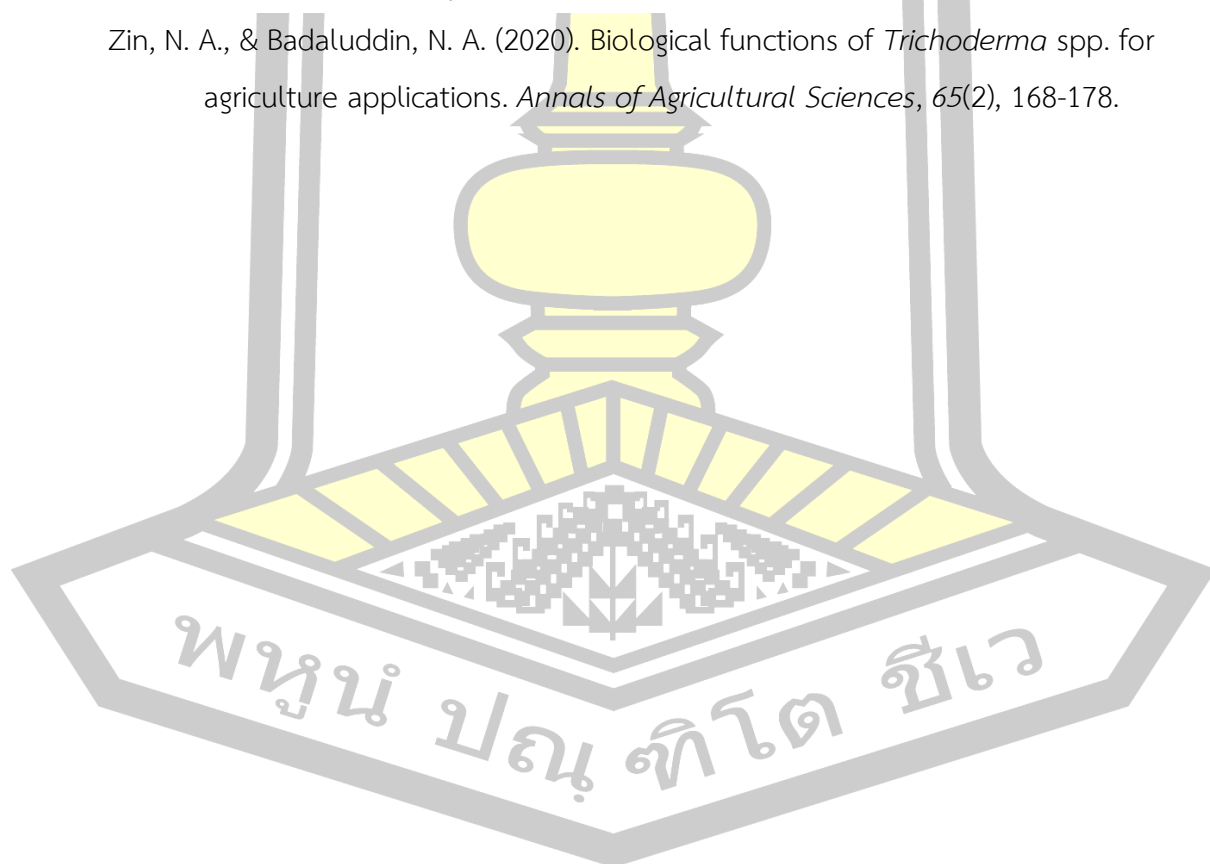 Zin, N. A., & Badaluddin, N. A. (2020). Biological functions of Trichoderma spp. for
agriculture applications. Annals of Agricultural Sciences, 65(2), 168-178.
พหูนํ ปณฺฑิโต ชีเว